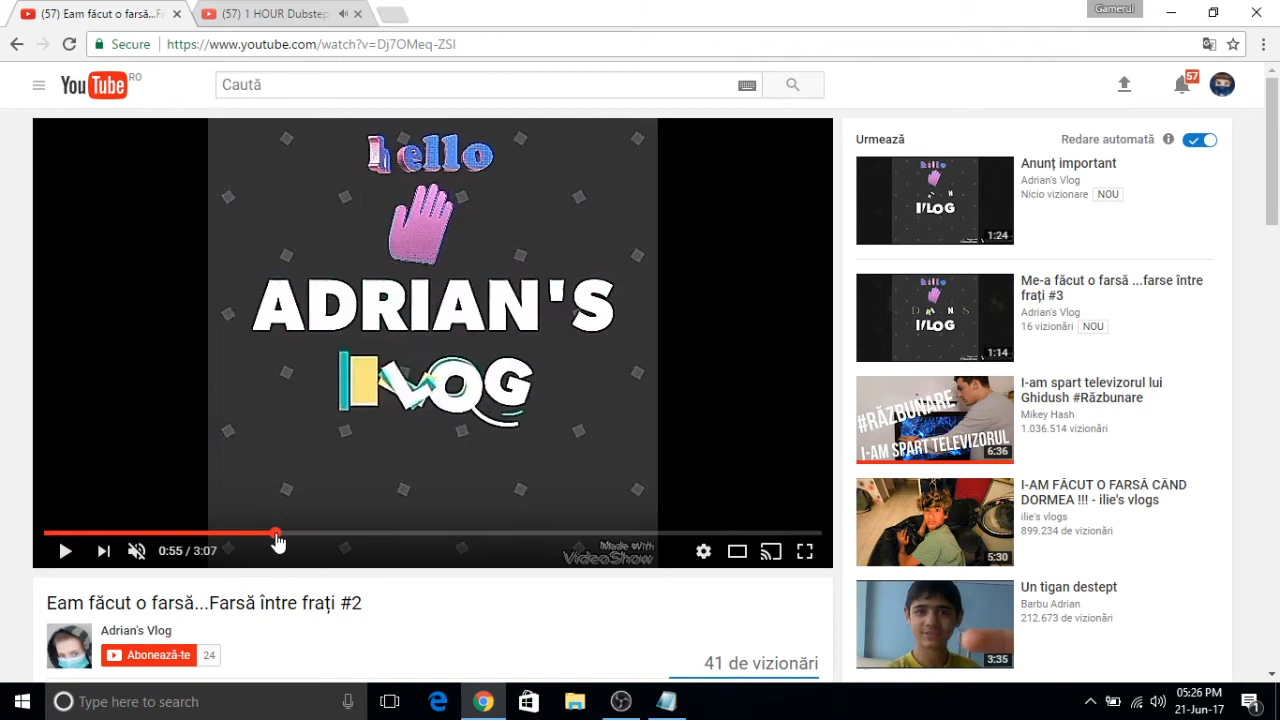 (57) Eam făcut o farsă...Fa
(57) 1 HOUR Dubstep
Gamerul
Secure
https://www.youtube.com/watch?v=Dj7OMeq-ZSI
YouTube RO
Caută
57
hello
ADRIAN'S
VLOG
Made With
VideoShow
0:55 / 3:07
Eam făcut o farsă...Farsă între frați #2
Adrian's Vlog
Abonează-te 24
41 de vizionări
Urmează
Redare automată
hello
VLOG
1:24
Anunț important
Adrian's Vlog
Nicio vizionare NOU
hello
VLOG
1:14
Me-a făcut o farsă ...farse între
frați #3
Adrian's Vlog
16 vizionări NOU
#RĂZBUNARE
I-AM SPART TELEVIZORUL
6:36
I-am spart televizorul lui
Ghidush #Răzbunare
Mikey Hash
1.036.514 vizionări
5:30
I-AM FĂCUT O FARSĂ CÂND
DORMEA !!! - ilie's vlogs
ilie's vlogs
899.234 de vizionări
3:35
Un tigan destept
Barbu Adrian
212.673 de vizionări
Type here to search
05:26 PM
21-Jun-17
1